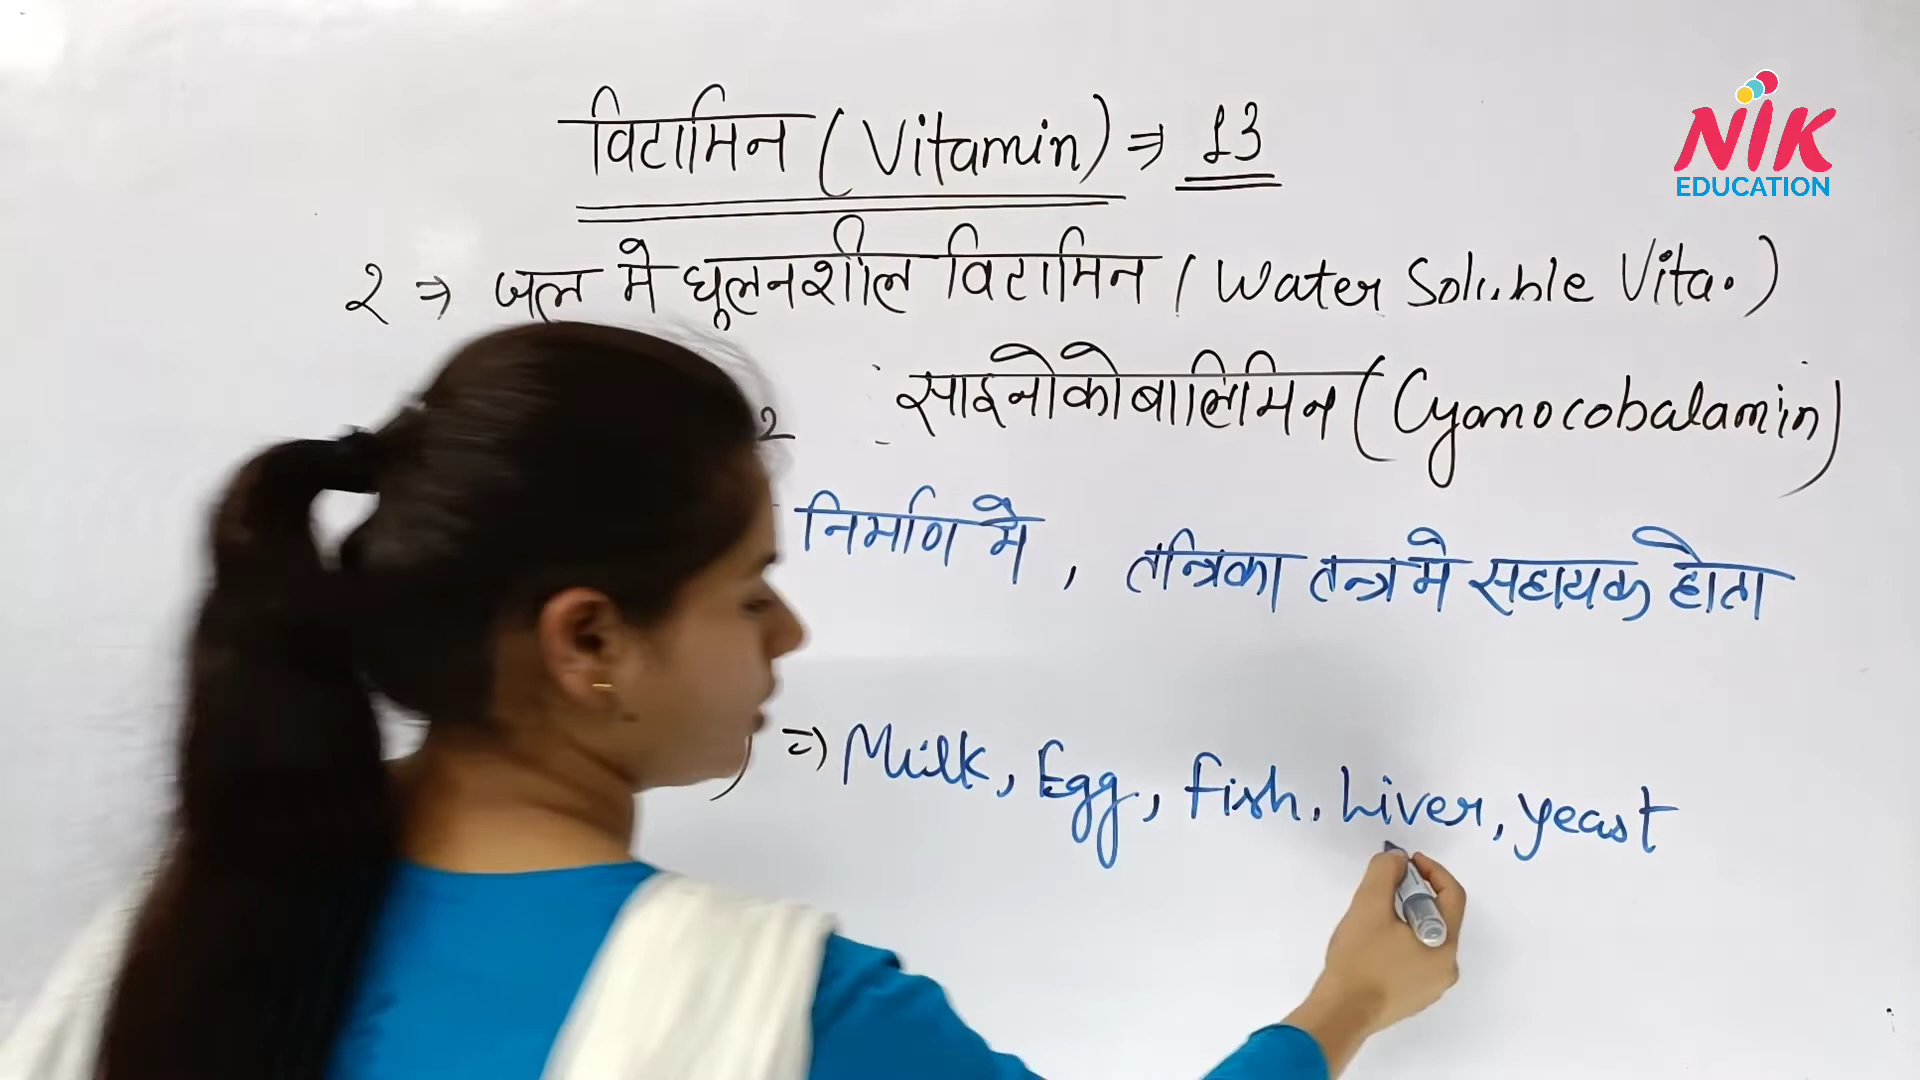 NIK
EDUCATION
विटामिन (Vitamin) ⇒ 13
2 ⇒ जल मे घूलनशील विटामिन (Water Soluble Vita.)
2 साइनोकोबालिमिन (Cyanocobalamin)
निर्माण मे, तन्त्रिका तन्त्र मे सहायक होता
) => Milk, Egg, Fish, Liver, yeast